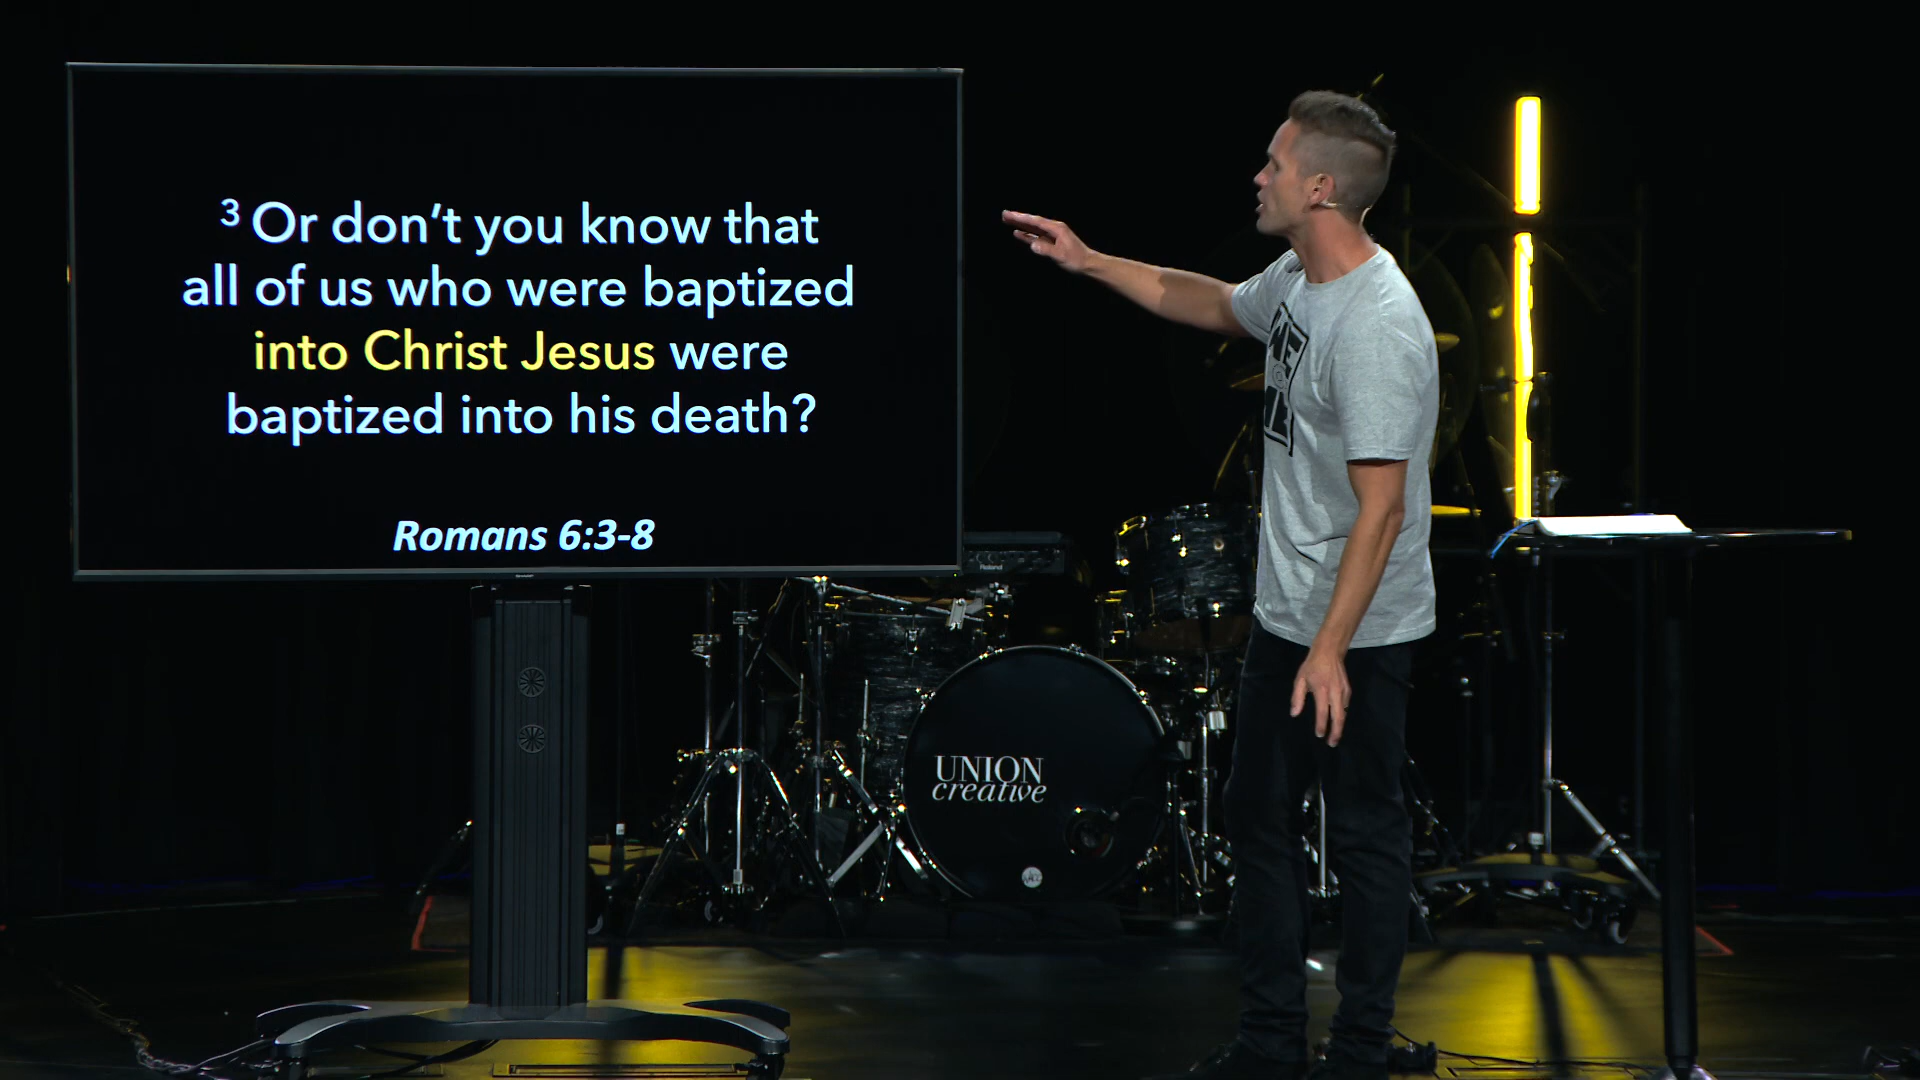 ³ Or don't you know that
all of us who were baptized
into Christ Jesus were
baptized into his death?
Romans 6:3-8
Roland
UNION
creative